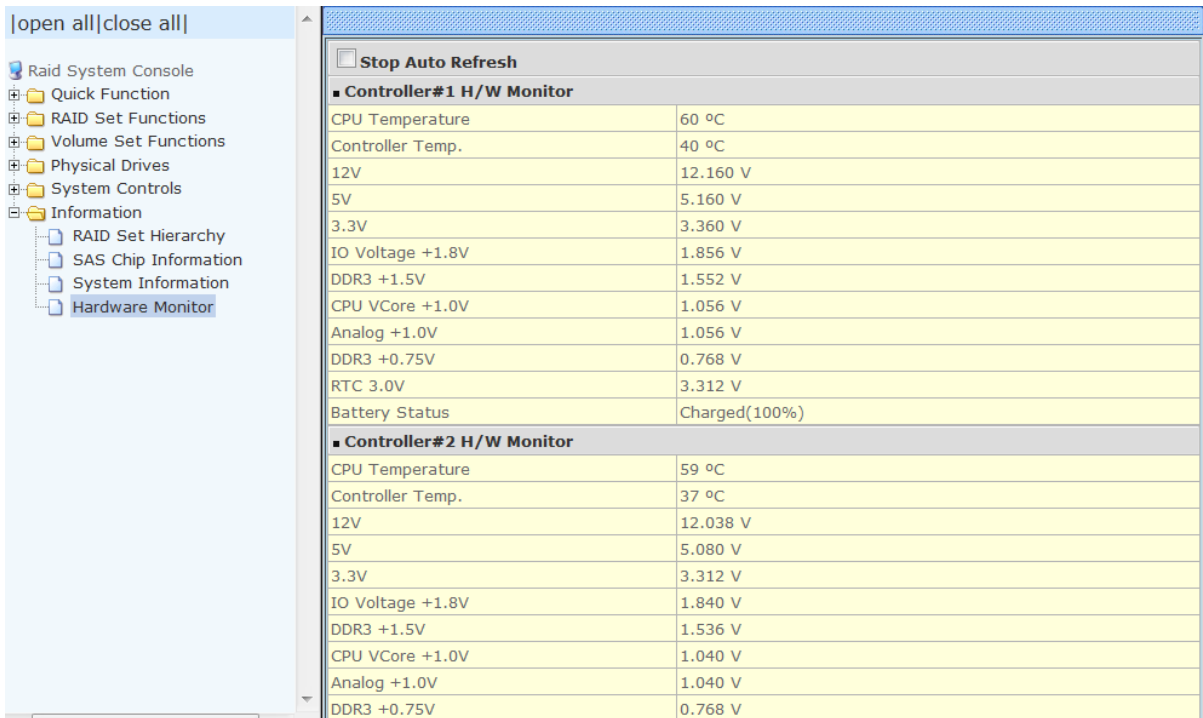 |open all|close all|
Raid System Console
Quick Function
RAID Set Functions
Volume Set Functions
Physical Drives
System Controls
Information
RAID Set Hierarchy
SAS Chip Information
System Information
Hardware Monitor
Stop Auto Refresh
Controller#1 H/W Monitor
CPU Temperature 60 ºC
Controller Temp. 40 ºC
12V 12.160 V
5V 5.160 V
3.3V 3.360 V
IO Voltage +1.8V 1.856 V
DDR3 +1.5V 1.552 V
CPU VCore +1.0V 1.056 V
Analog +1.0V 1.056 V
DDR3 +0.75V 0.768 V
RTC 3.0V 3.312 V
Battery Status Charged(100%)
Controller#2 H/W Monitor
CPU Temperature 59 ºC
Controller Temp. 37 ºC
12V 12.038 V
5V 5.080 V
3.3V 3.312 V
IO Voltage +1.8V 1.840 V
DDR3 +1.5V 1.536 V
CPU VCore +1.0V 1.040 V
Analog +1.0V 1.040 V
DDR3 +0.75V 0.768 V